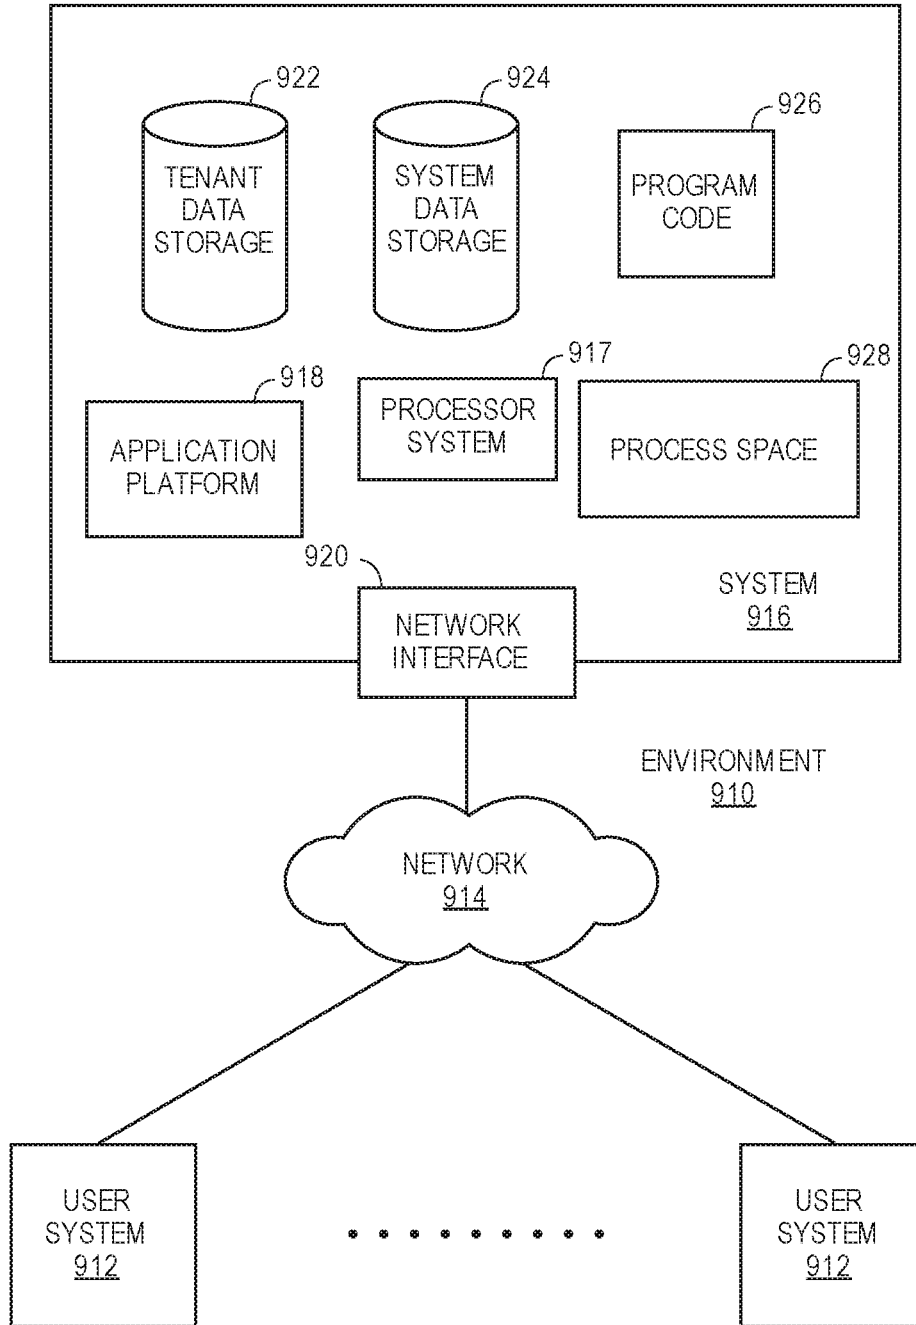 922
924
926
TENANT
DATA
STORAGE
SYSTEM
DATA
STORAGE
PROGRAM
CODE
918
917
928
APPLICATION
PLATFORM
PROCESSOR
SYSTEM
PROCESS SPACE
920
NETWORK
INTERFACE
SYSTEM
916
ENVIRONMENT
910
NETWORK
914
USER
SYSTEM
912
USER
SYSTEM
912